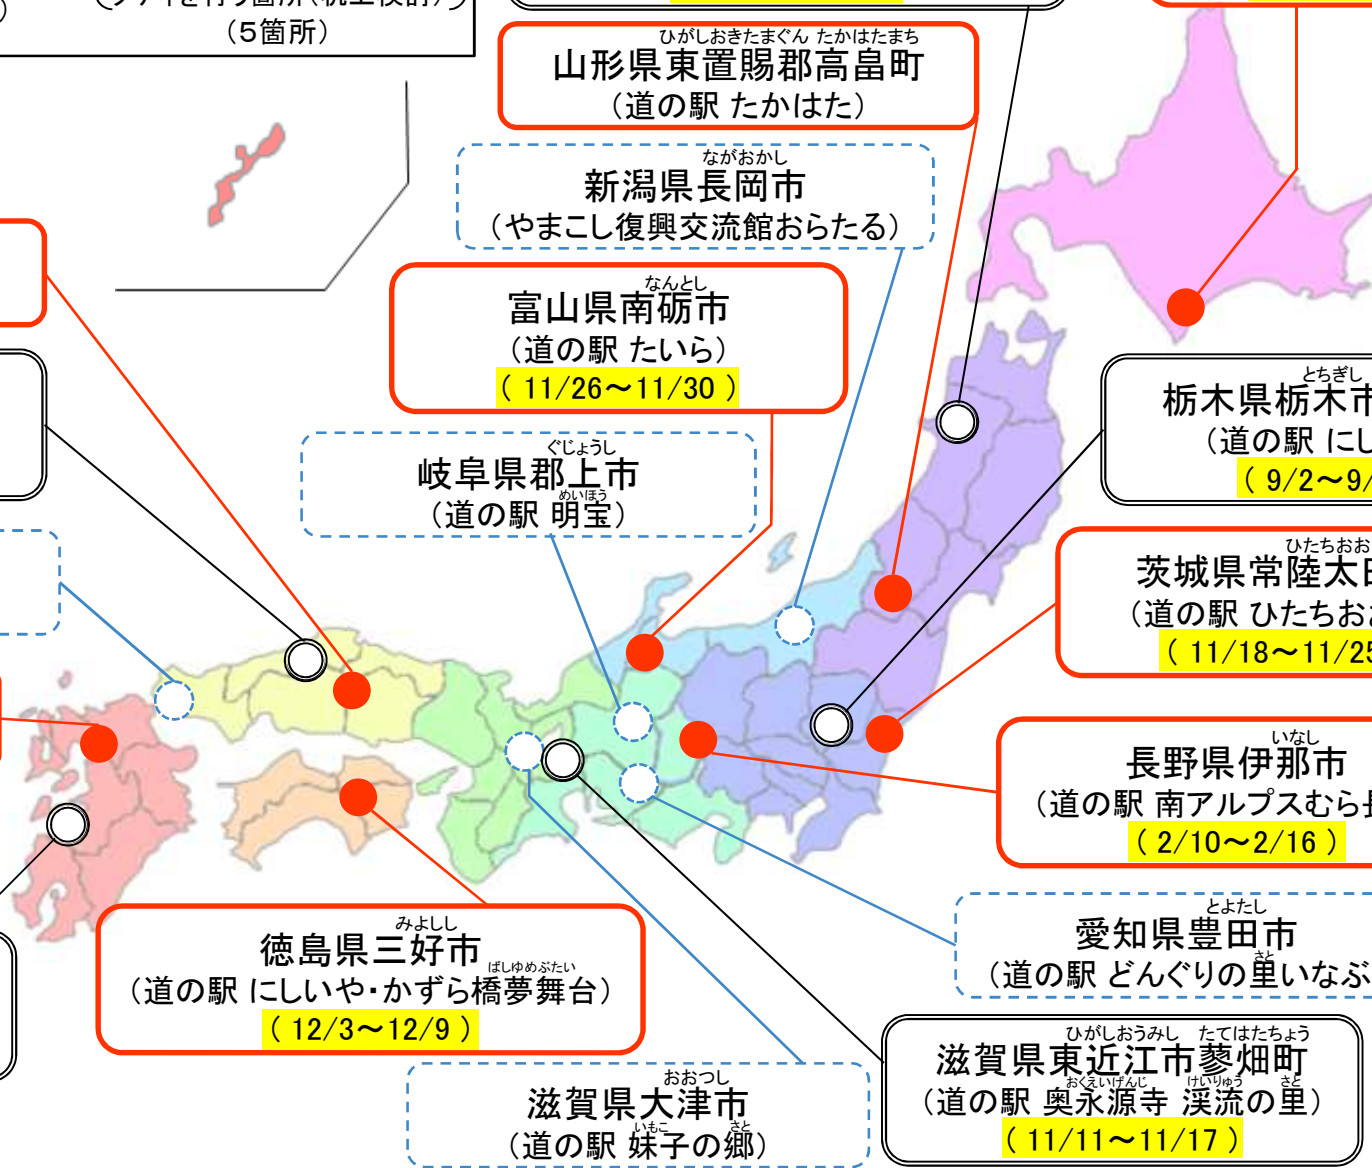 (5箇所)
ひがしおきたまぐん たかはたまち
山形県東置賜郡高畠町
(道の駅 たかはた)
ながおかし
新潟県長岡市
(やまこし復興交流館おらたる)
なんとし
富山県南砺市
(道の駅 たいら)
( 11/26～11/30 )
とちぎし
栃木県栃木市
(道の駅 にし
( 9/2～9/
ぐじょうし
岐阜県郡上市
めいほう
(道の駅 明宝)
ひたちおお
茨城県常陸太
(道の駅 ひたちおお
( 11/18～11/25
いなし
長野県伊那市
(道の駅 南アルプスむら長
( 2/10～2/16 )
とよたし
愛知県豊田市
さと
(道の駅 どんぐりの里いなぶ
みよしし
徳島県三好市
ばしゆめぶたい
(道の駅 にしいや・かずら橋夢舞台)
( 12/3～12/9 )
ひがしおうみし たてはたちょう
滋賀県東近江市蓼畑町
おくえいげんじ けいりゅう さと
(道の駅 奥永源寺 渓流の里)
( 11/11～11/17 )
おおつし
滋賀県大津市
いもこ さと
(道の駅 妹子の郷)